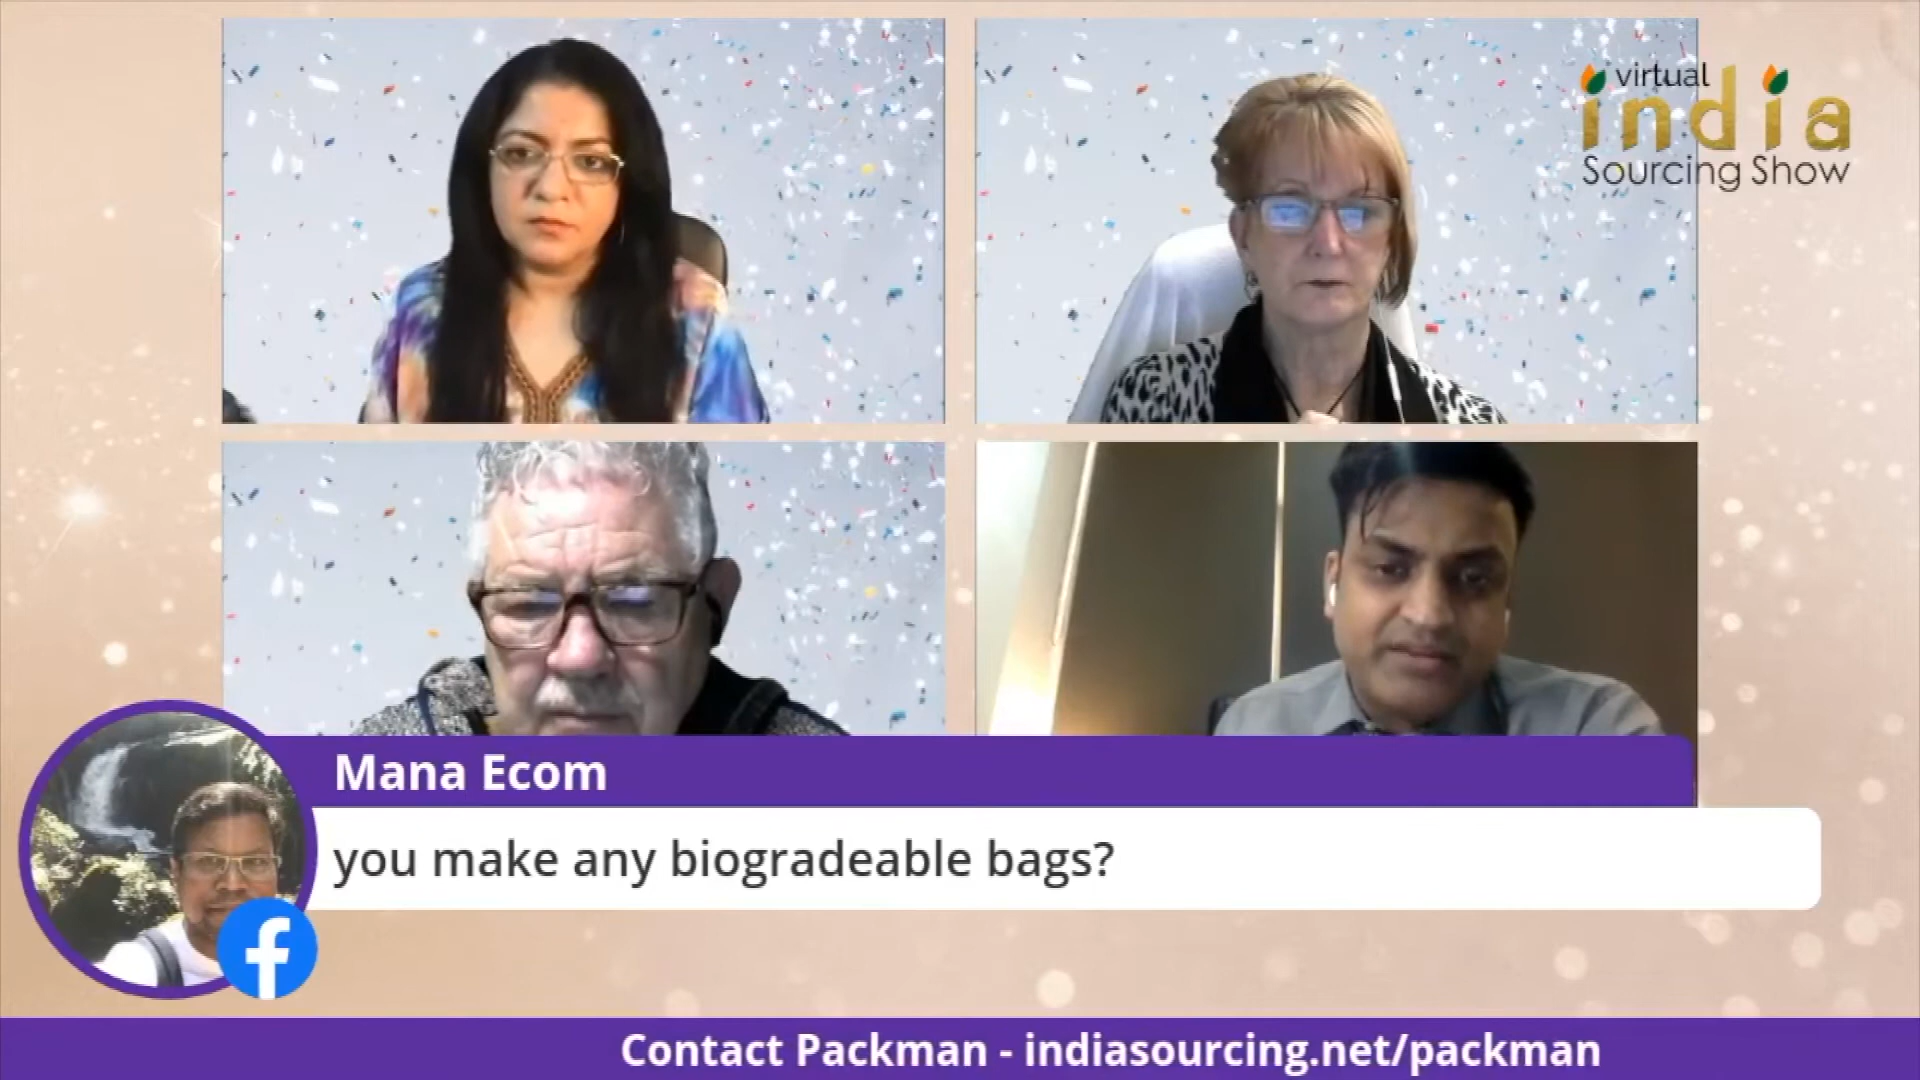 virtual
india
Sourcing Show
Mana Ecom
you make any biogradeable bags?
Contact Packman - indiasourcing.net/packman